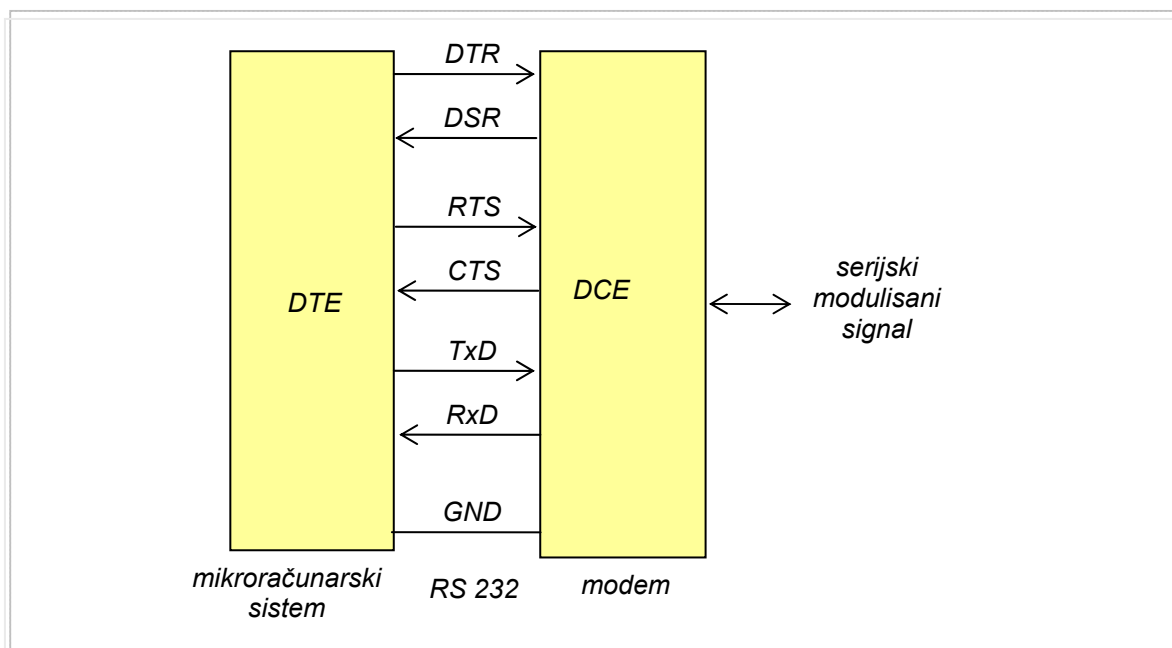 DTR
DSR
RTS
CTS
DTE
DCE
serijski
modulisani
signal
TxD
RxD
GND
mikroračunarski
sistem
RS 232
modem